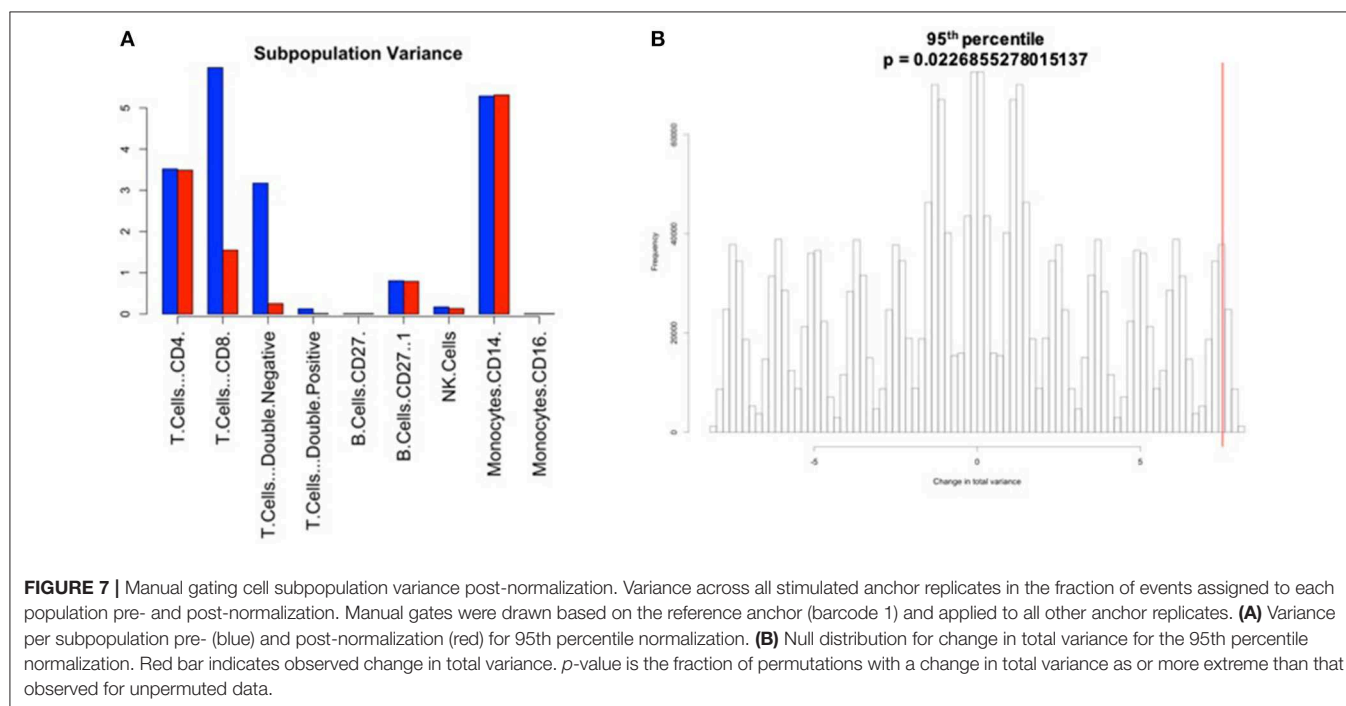 A
Subpopulation Variance
5
4
3
2
1
0
T.Cells...CD4.
T.Cells...CD8.
T.Cells...Double.Negative
T.Cells...Double.Positive
B.Cells.CD27.
B.Cells.CD27..1
NK.Cells
Monocytes.CD14.
Monocytes.CD16.
B
95th percentile
p = 0.0226855278015137
Frequency
60000
40000
20000
0
-5
0
5
Change in total variance
FIGURE 7 | Manual gating cell subpopulation variance post-normalization. Variance across all stimulated anchor replicates in the fraction of events assigned to each
population pre- and post-normalization. Manual gates were drawn based on the reference anchor (barcode 1) and applied to all other anchor replicates. (A) Variance
per subpopulation pre- (blue) and post-normalization (red) for 95th percentile normalization. (B) Null distribution for change in total variance for the 95th percentile
normalization. Red bar indicates observed change in total variance. p-value is the fraction of permutations with a change in total variance as or more extreme than that
observed for unpermuted data.